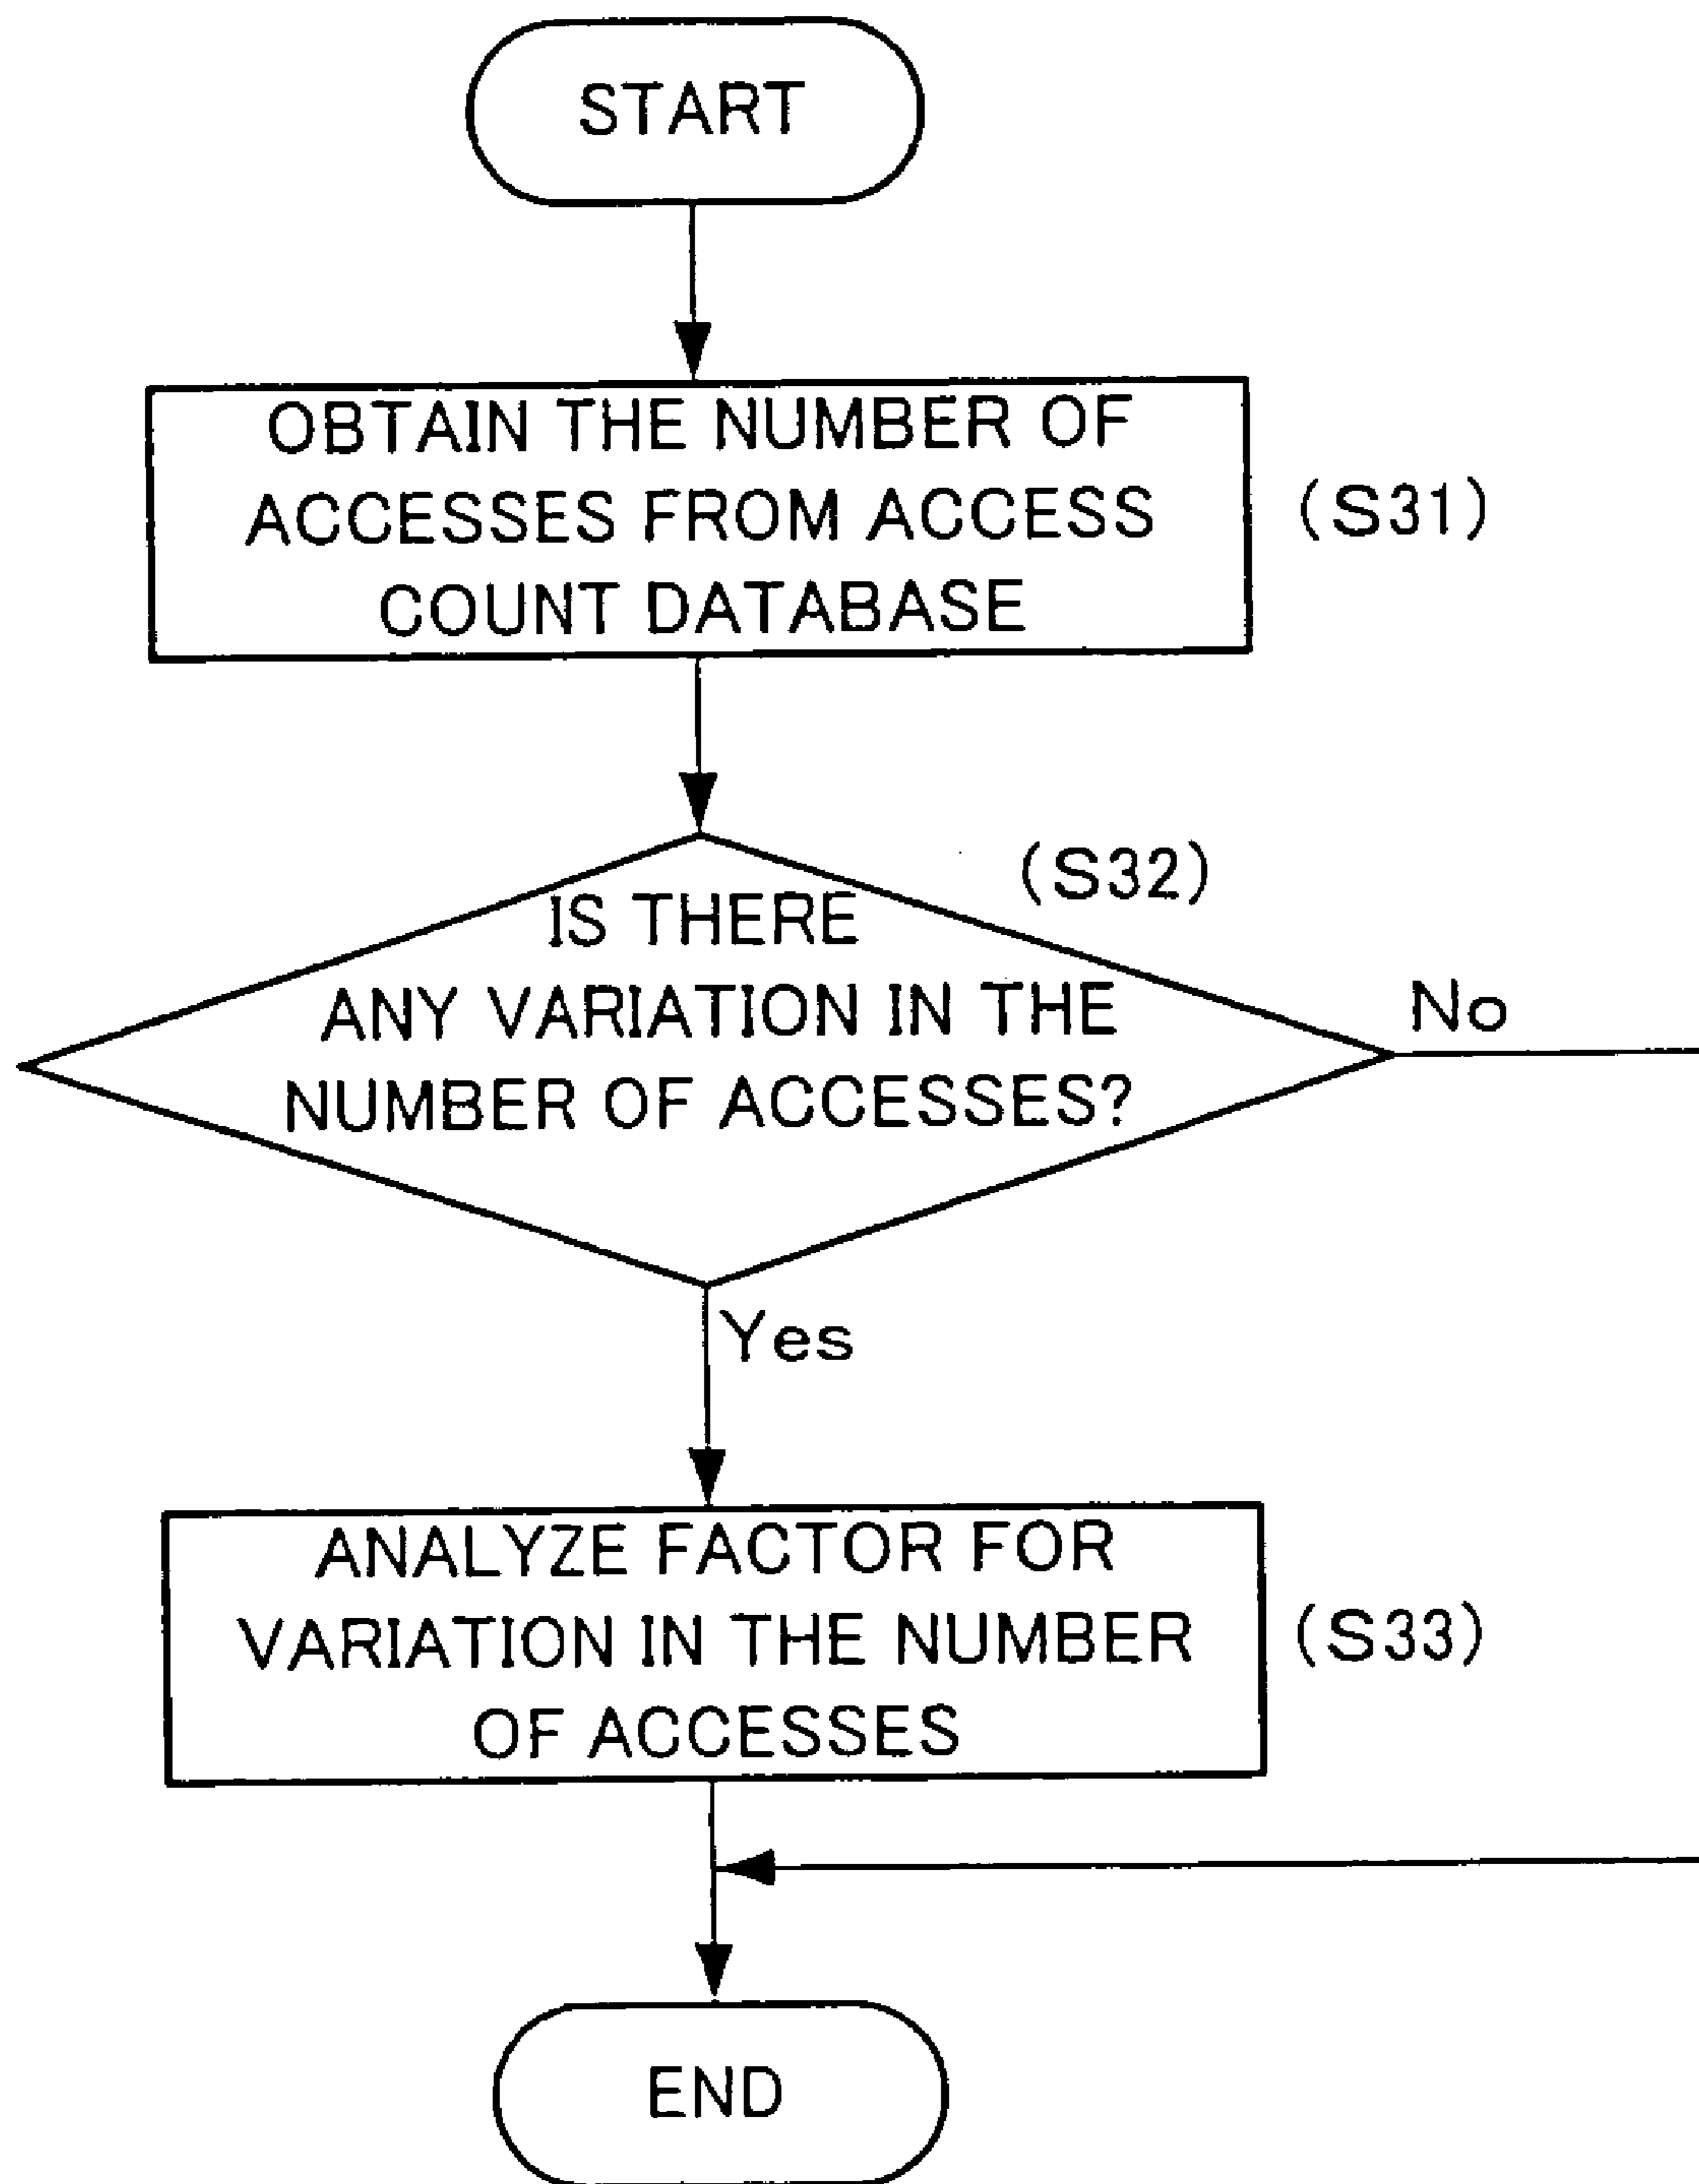 START
OBTAIN THE NUMBER OF
ACCESSES FROM ACCESS
COUNT DATABASE
(S31)
(S32)
IS THERE
ANY VARIATION IN THE
NUMBER OF ACCESSES?
No
Yes
ANALYZE FACTOR FOR
VARIATION IN THE NUMBER
OF ACCESSES
(S33)
END